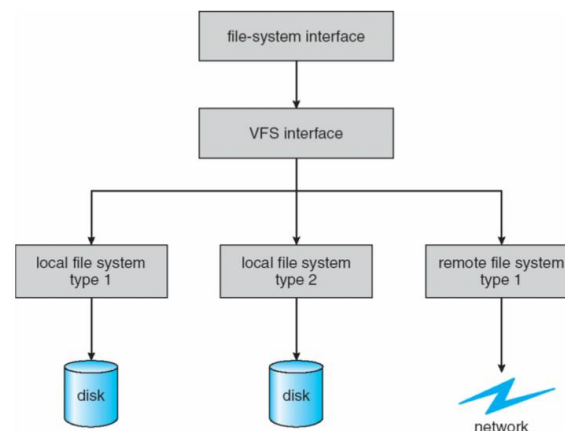 file-system interface
VFS interface
local file system
type 1
local file system
type 2
remote file system
type 1
disk
disk
network